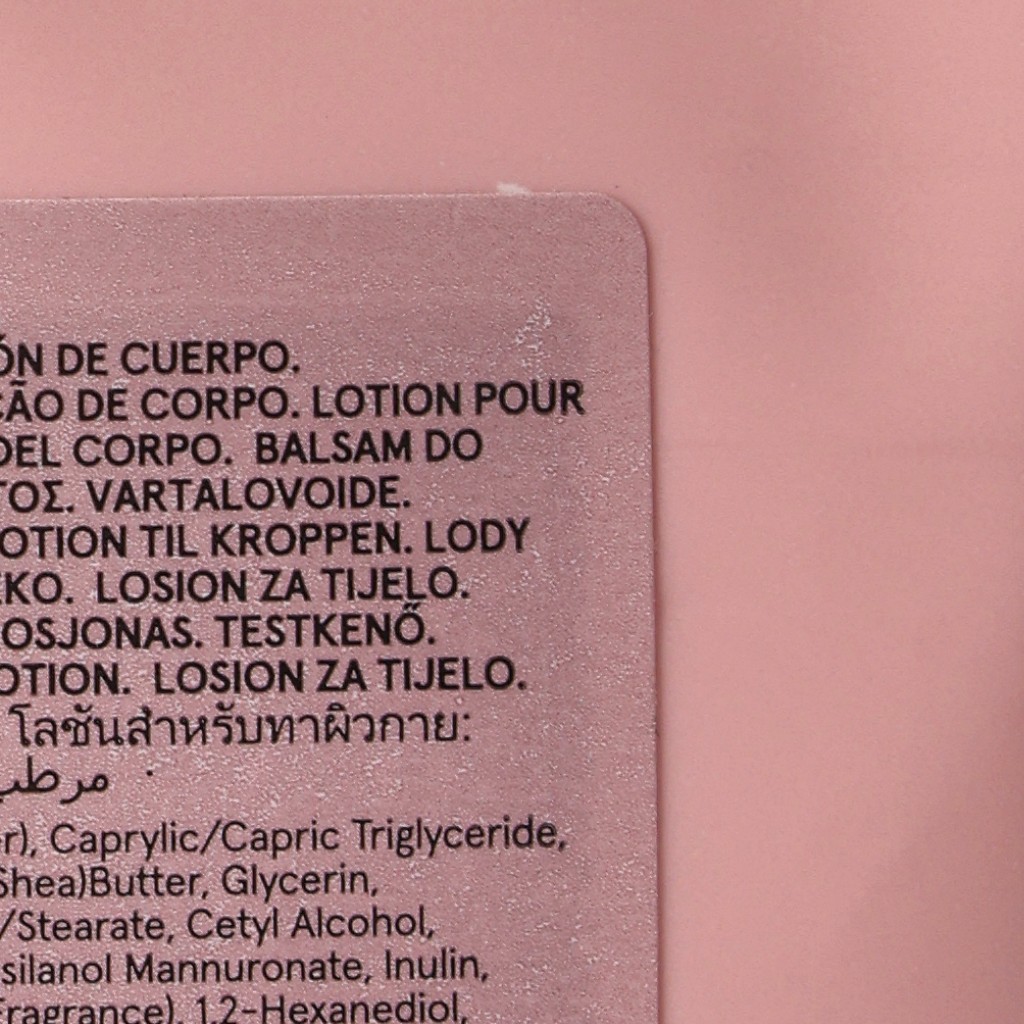 ÓN DE CUERPO.
ÇÃO DE CORPO. LOTION POUR
DEL CORPO. BALSAM DO
ΤΟΣ. VARTALOVOIDE.
OTION TIL KROPPEN. LODY
EKO. LOSION ZA TIJELO.
OSJONAS. TESTKENŐ.
OTION. LOSION ZA TIJELO.
โลชันสำหรับทาผิวกาย:
مرطب
er), Caprylic/Capric Triglyceride,
Shea)Butter, Glycerin,
/Stearate, Cetyl Alcohol,
silanol Mannuronate, Inulin,
Fragrance), 1,2-Hexanediol,